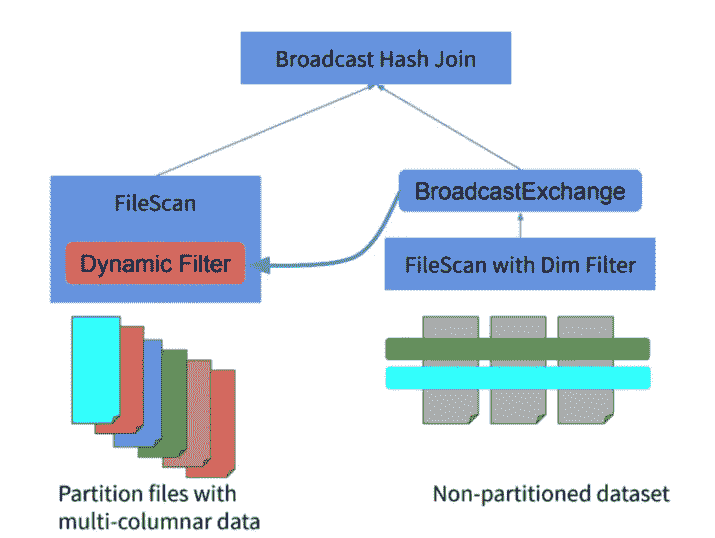 Broadcast Hash Join
FileScan
BroadcastExchange
Dynamic Filter
FileScan with Dim Filter
Partition files with
multi-columnar data
Non-partitioned dataset